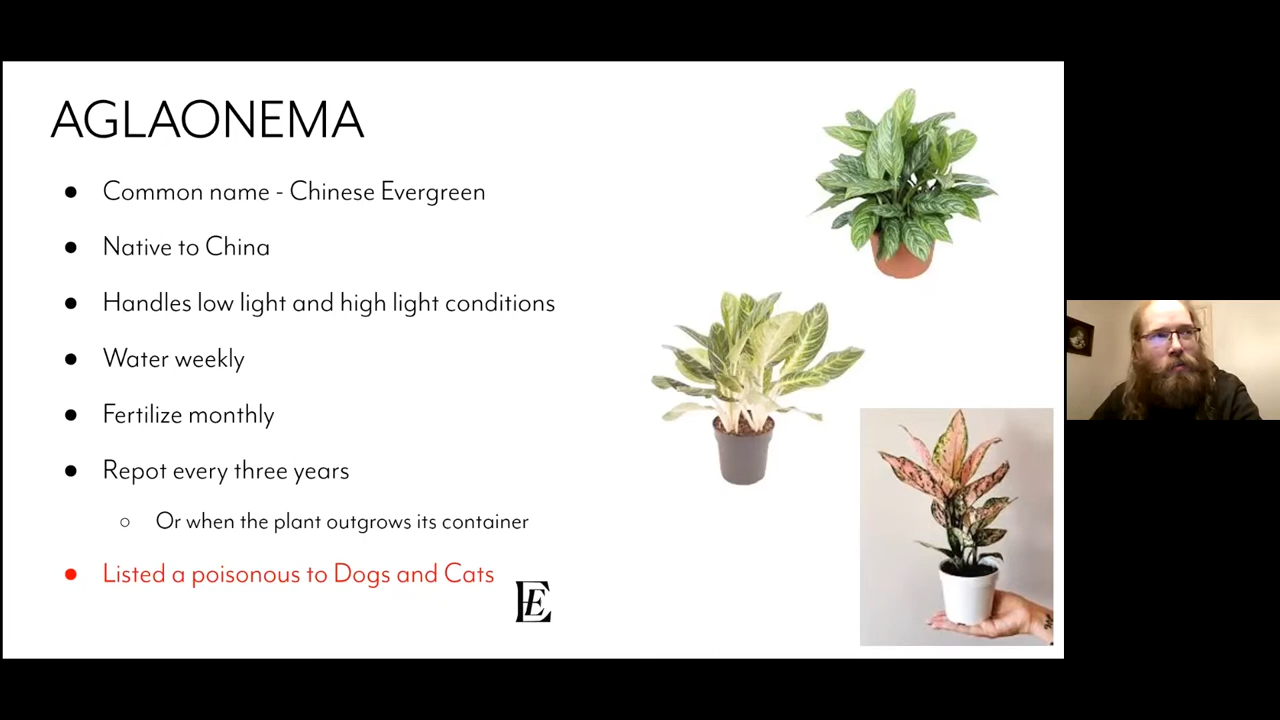 AGLAONEMA
● Common name - Chinese Evergreen
● Native to China
● Handles low light and high light conditions
● Water weekly
● Fertilize monthly
● Repot every three years
○ Or when the plant outgrows its container
● Listed a poisonous to Dogs and Cats
EE